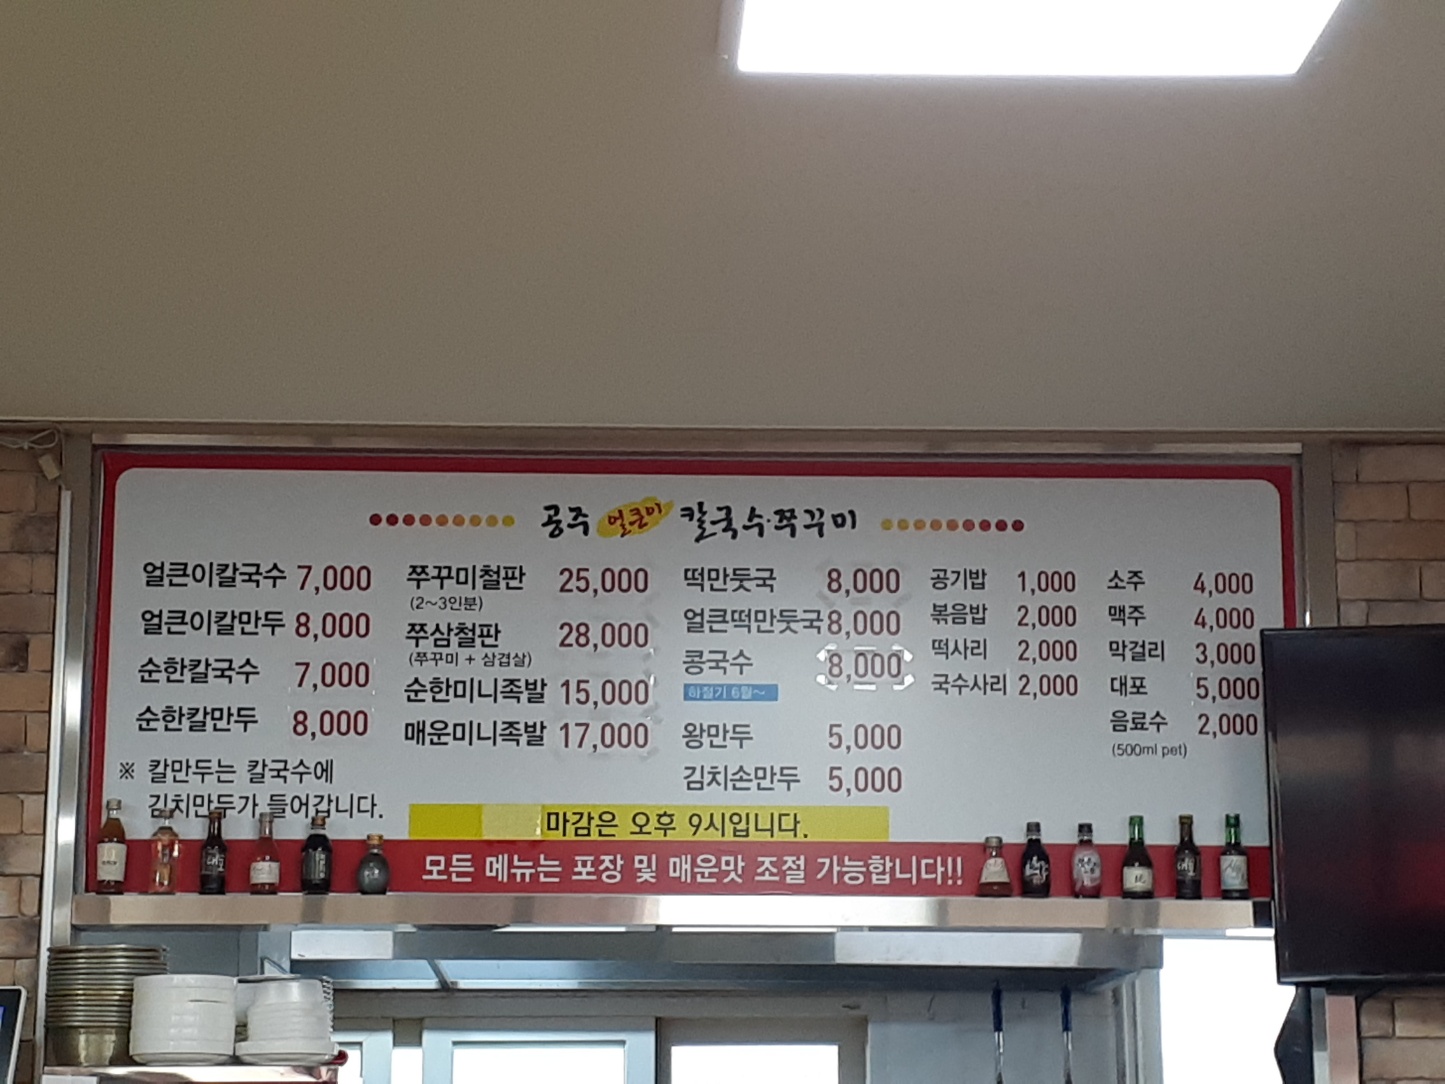 공주 얼큰이 칼국수·쭈꾸미
얼큰이칼국수 7,000
얼큰이칼만두 8,000
순한칼국수 7,000
순한칼만두 8,000
※ 칼만두는 칼국수에
김치만두가 들어갑니다.
쭈꾸미철판 25,000
(2~3인분)
쭈삼철판 28,000
(쭈꾸미 + 삼겹살)
순한미니족발 15,000
매운미니족발 17,000
떡만둣국 8,000
얼큰떡만둣국 8,000
콩국수 8,000
하절기 6월~
왕만두 5,000
김치손만두 5,000
공기밥 1,000
볶음밥 2,000
떡사리 2,000
국수사리 2,000
소주 4,000
맥주 4,000
막걸리 3,000
대포 5,000
음료수 2,000
(500ml pet)
마감은 오후 9시입니다.
모든 메뉴는 포장 및 매운맛 조절 가능합니다!!